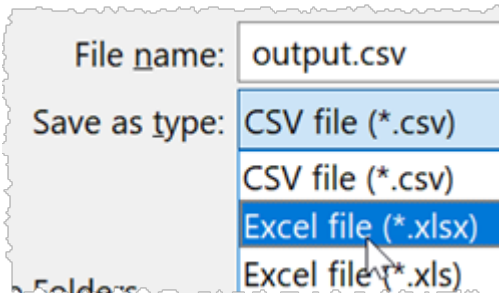 File name: output.csv
Save as type: CSV file (*.csv)
CSV file (*.csv)
Excel file (*.xlsx)
Excel file (*.xls)
Folders